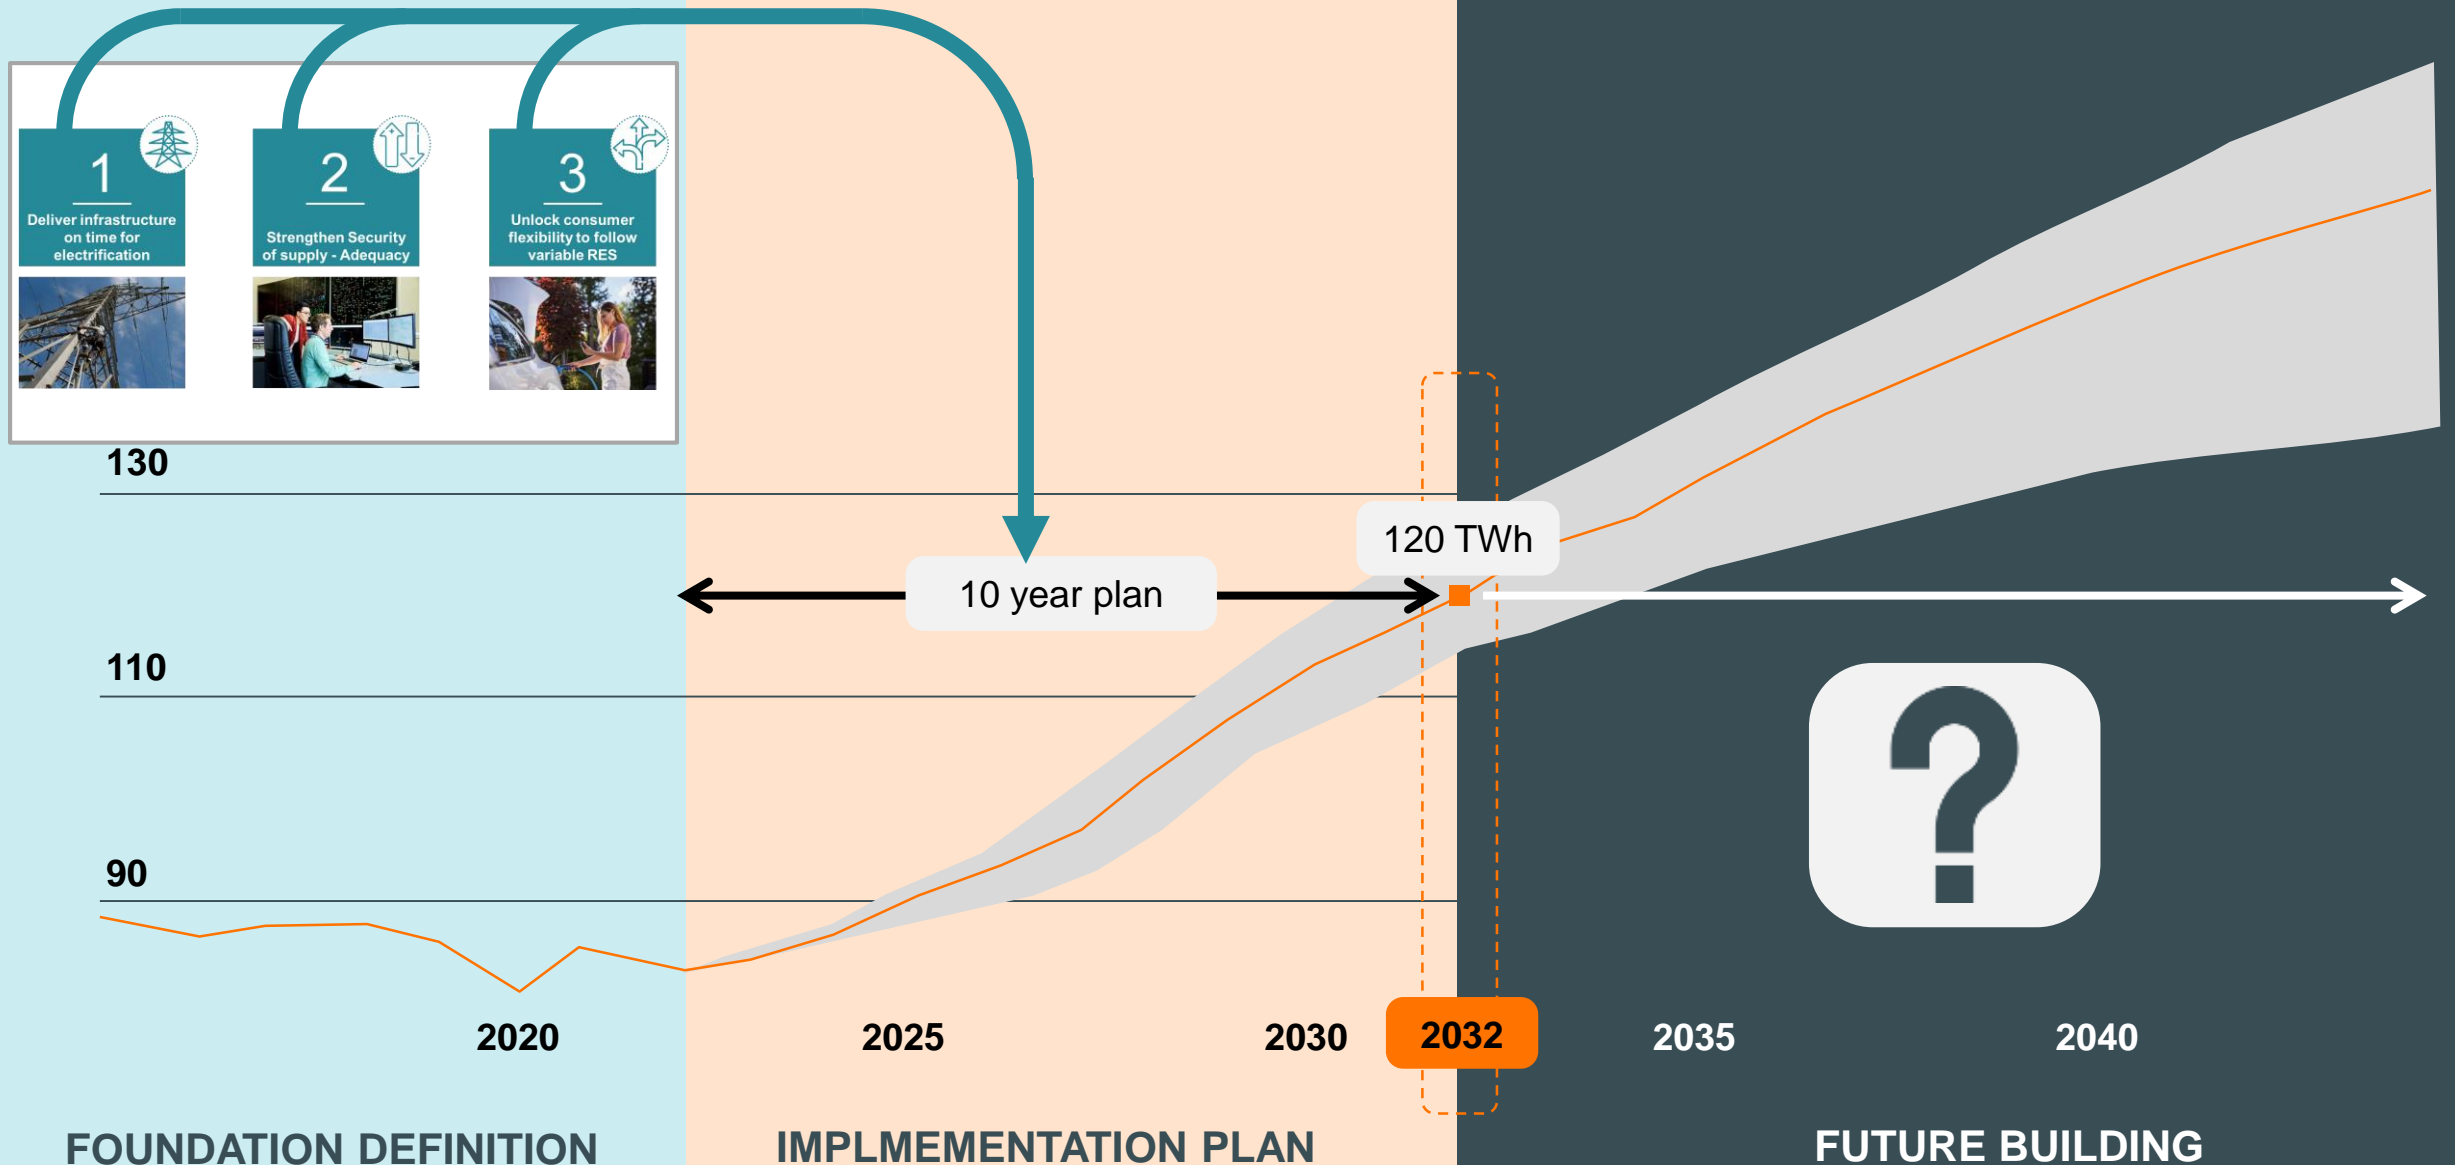 1
Deliver infrastructure
on time for
electrification
2
Strengthen Security
of supply - Adequacy
3
Unlock consumer
flexibility to follow
variable RES
130
120 TWh
10 year plan
110
?
90
2020
2025
2030
2032
2035
2040
FOUNDATION DEFINITION
IMPLMEMENTATION PLAN
FUTURE BUILDING